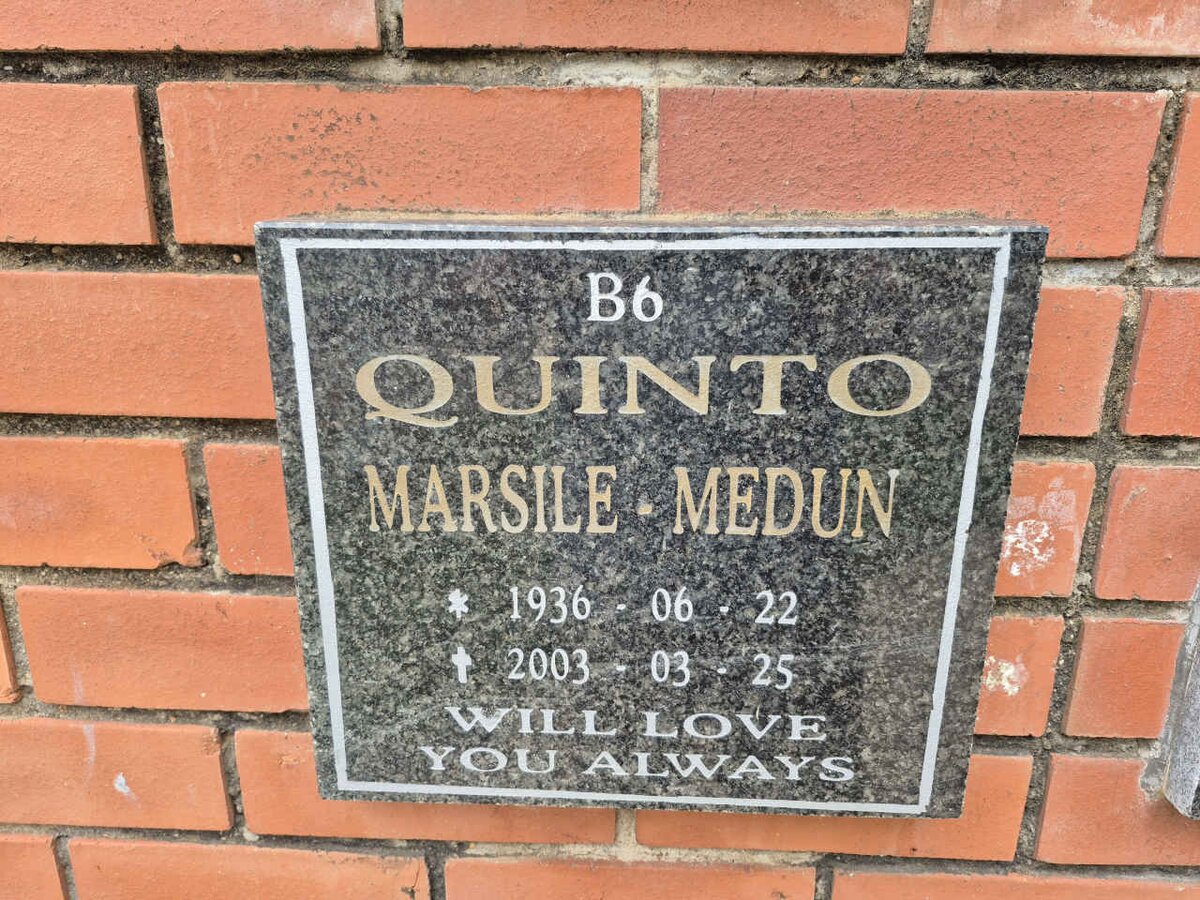 B6
QUINTO
MARSILE - MEDUN
* 1936 - 06 - 22
✝ 2003 - 03 - 25
WILL LOVE
YOU ALWAYS